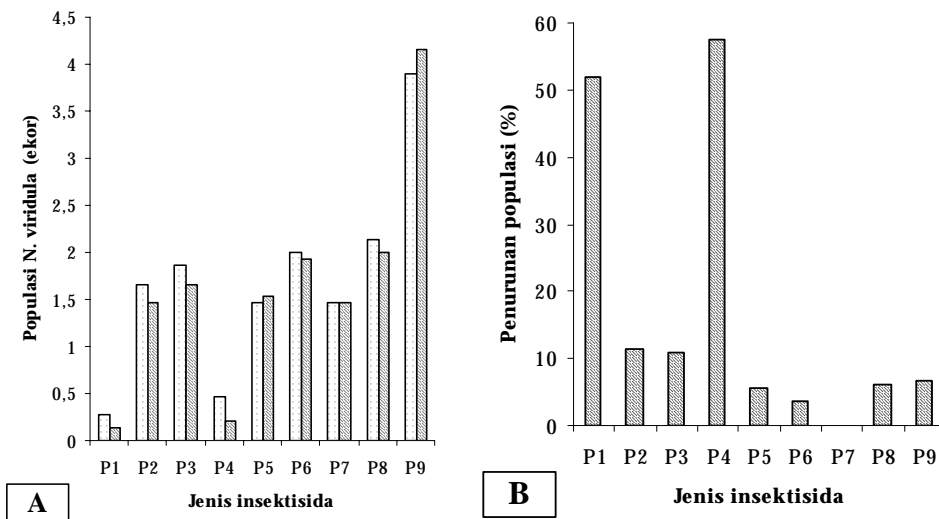 Populasi N. viridula (ekor)
4,5
4
3,5
3
2,5
2
1,5
1
0,5
0
P1 P2 P3 P4 P5 P6 P7 P8 P9
Jenis insektisida
A
Penurunan populasi (%)
60
50
40
30
20
10
0
P1 P2 P3 P4 P5 P6 P7 P8 P9
Jenis insektisida
B